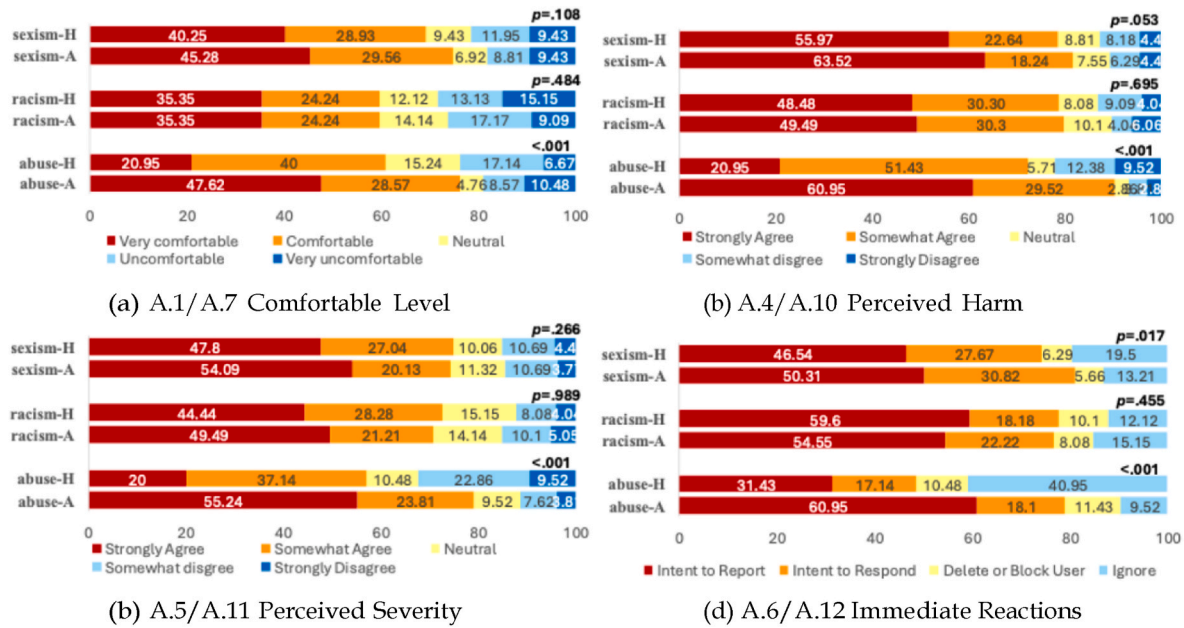 p=.108
sexism-H 40.25 28.93 9.43 11.95 9.43
sexism-A 45.28 29.56 6.92 8.81 9.43
p=.484
racism-H 35.35 24.24 12.12 13.13 15.15
racism-A 35.35 24.24 14.14 17.17 9.09
<.001
abuse-H 20.95 40 15.24 17.14 6.67
abuse-A 47.62 28.57 4.76 8.57 10.48
0 20 40 60 80 100
Very comfortable Comfortable Neutral
Uncomfortable Very uncomfortable
(a) A.1/A.7 Comfortable Level
p=.053
sexism-H 55.97 22.64 8.81 8.18 4.4
sexism-A 63.52 18.24 7.55 6.29 4.4
p=.695
racism-H 48.48 30.30 8.08 9.09 4.04
racism-A 49.49 30.3 10.1 4.04 6.06
<.001
abuse-H 20.95 51.43 5.71 12.38 9.52
abuse-A 60.95 29.52
0 20 40 60 80 100
Strongly Agree Somewhat Agree Neutral
Somewhat disgree Strongly Disagree
(b) A.4/A.10 Perceived Harm
p=.266
sexism-H 47.8 27.04 10.06 10.69 4.4
sexism-A 54.09 20.13 11.32 10.69
p=.989
racism-H 44.44 28.28 15.15 8.08 4.04
racism-A 49.49 21.21 14.14 10.1 5.05
<.001
abuse-H 20 37.14 10.48 22.86 9.52
abuse-A 55.24 23.81 9.52 7.62
0 20 40 60 80 100
Strongly Agree Somewhat Agree Neutral
Somewhat disgree Strongly Disagree
(b) A.5/A.11 Perceived Severity
p=.017
sexism-H 46.54 27.67 6.29 19.5
sexism-A 50.31 30.82 5.66 13.21
p=.455
racism-H 59.6 18.18 10.1 12.12
racism-A 54.55 22.22 8.08 15.15
<.001
abuse-H 31.43 17.14 10.48 40.95
abuse-A 60.95 18.1 11.43 9.52
0 20 40 60 80 100
Intent to Report Intent to Respond Delete or Block User Ignore
(d) A.6/A.12 Immediate Reactions